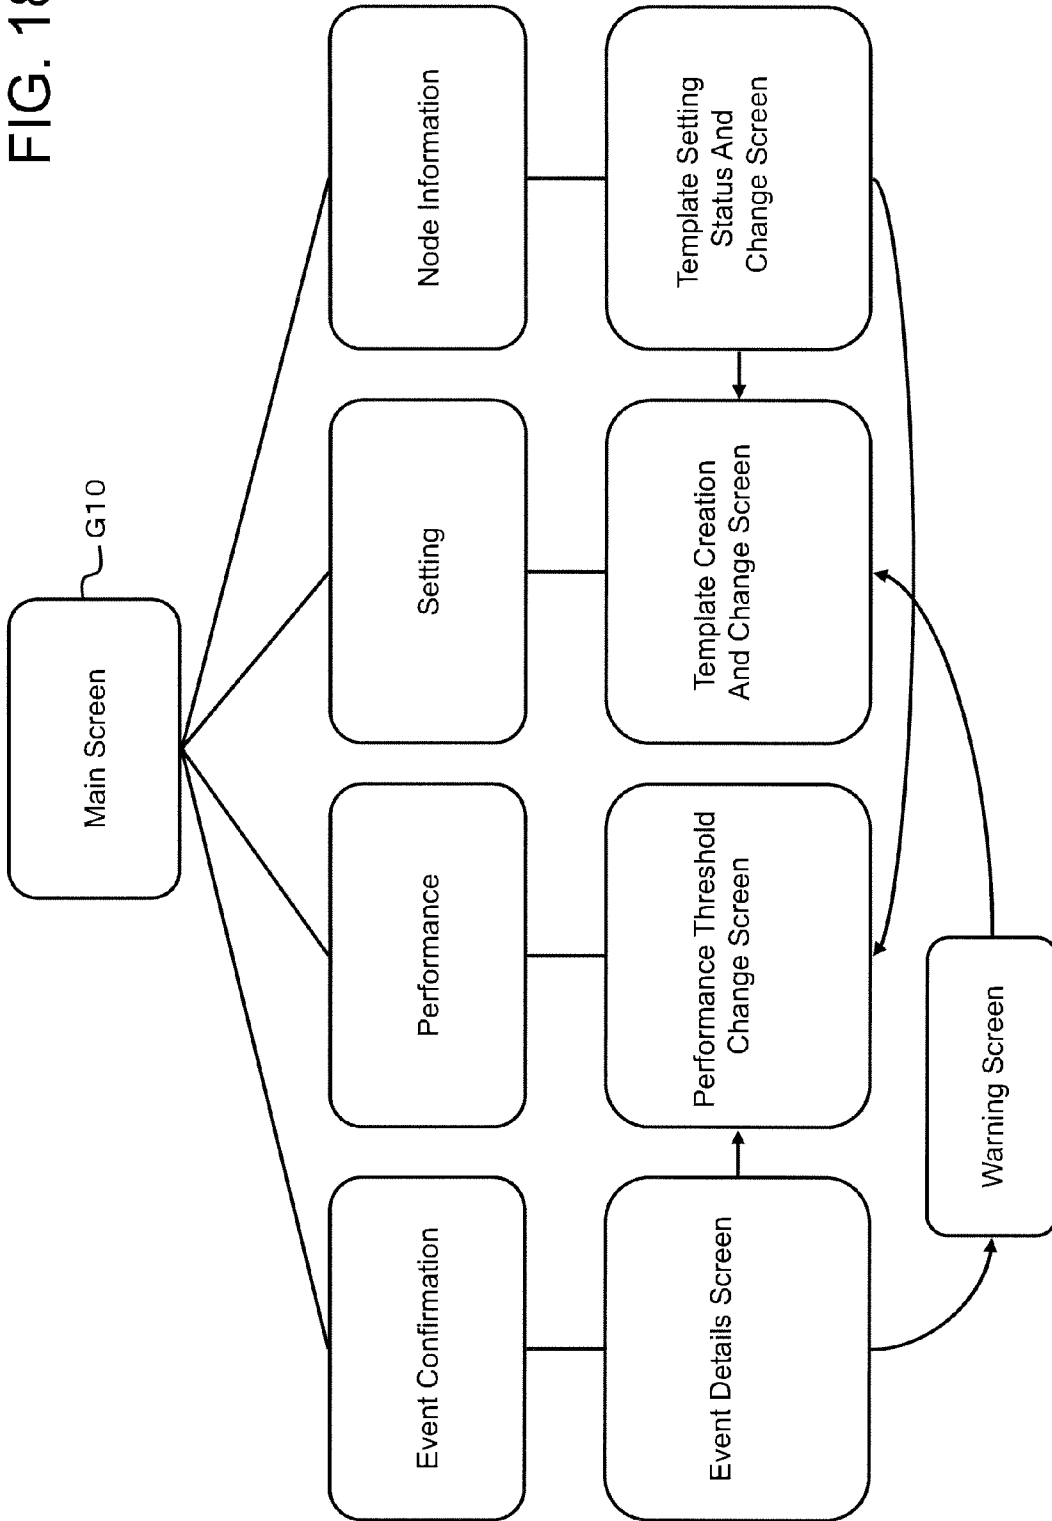 FIG. 18
Main Screen
G10
Event Confirmation
Performance
Setting
Node Information
Event Details Screen
Performance Threshold
Change Screen
Template Creation
And Change Screen
Template Setting
Status And
Change Screen
Warning Screen